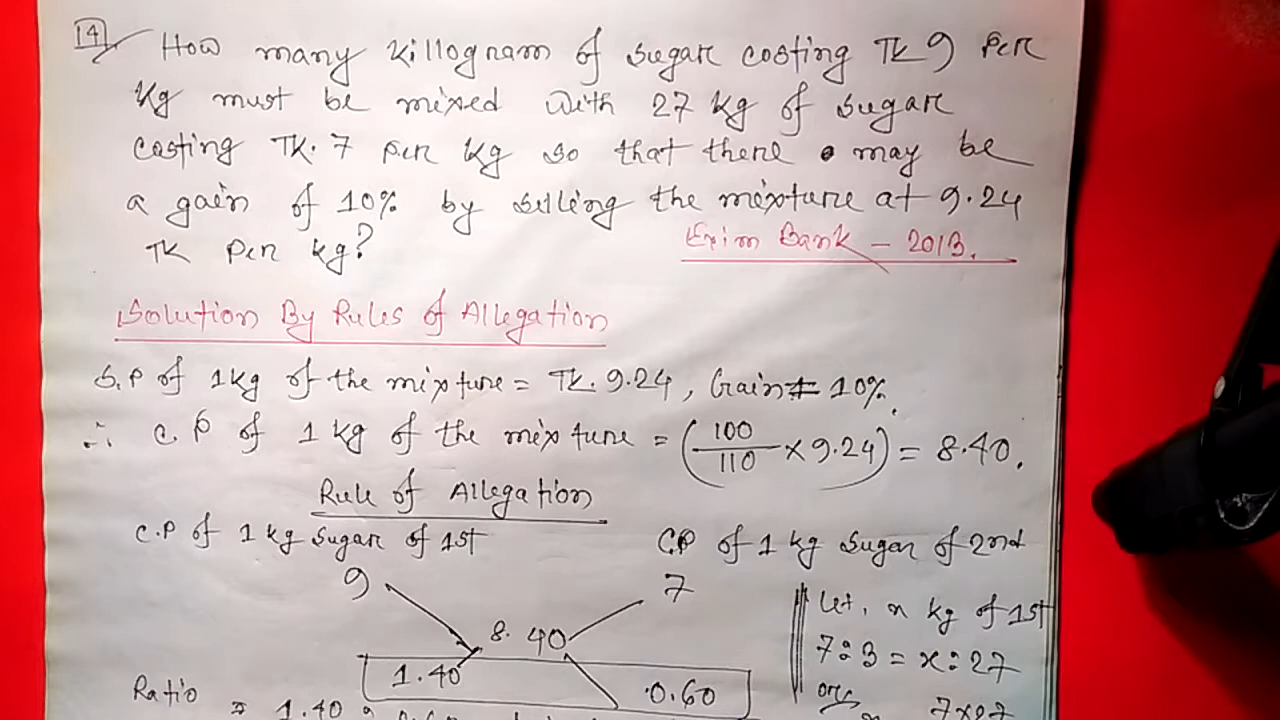 14 How many Killogram of sugar costing TK 9 Per
Kg must be mixed with 27 kg of sugar
costing TK. 7 per kg so that there may be
a gain of 10% by selling the mixture at 9.24
TK per kg?
Exim Bank - 2013.
Solution By Rules of Allegation
S.P of 1kg of the mixture = TK. 9.24, Gain = 10%.
∴ C.P of 1 kg of the mixture = (100/110 × 9.24) = 8.40.
Rule of Allegation
C.P of 1 kg Sugar of 1st
C.P of 1 kg Sugar of 2nd
9
7
8.40
1.40
0.60
Let, x kg of 1st
7:3 = x:27
or,
7×27
Ratio = 1.40 :